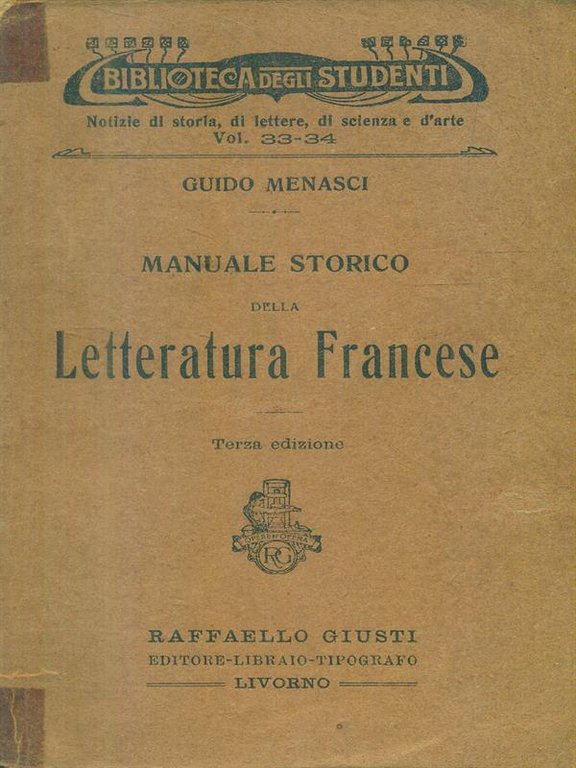 BIBLIOTECA DEGLI STUDENTI
Notizie di storia, di lettere, di scienza e d'arte
Vol. 33-34
GUIDO MENASCI
MANUALE STORICO
DELLA
Letteratura Francese
Terza edizione
RG
RAFFAELLO GIUSTI
EDITORE-LIBRAIO-TIPOGRAFO
LIVORNO